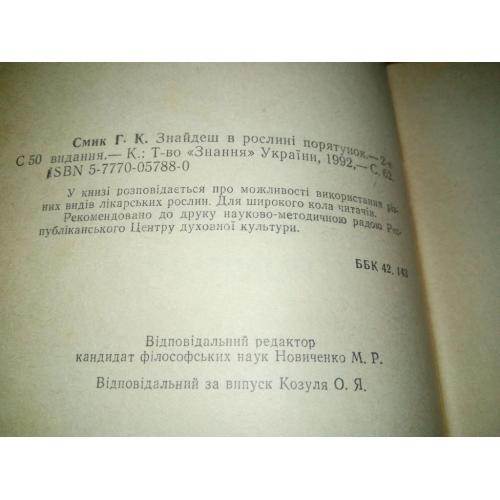 Смик Г. К. Знайдеш в рослині порятунок.— 2-е
С 50 видання.— К.: Т-во «Знання» України, 1992,— С. 62.
ISBN 5-7770-05788-0
У книзі розповідається про можливості використання різ-
них видів лікарських рослин. Для широкого кола читачів.
Рекомендовано до друку науково-методичною радою Рес-
публіканського Центру духовної культури.
ББК 42. 143
Відповідальний редактор
кандидат філософських наук Новиченко М. Р.
Відповідальний за випуск Козуля О. Я.